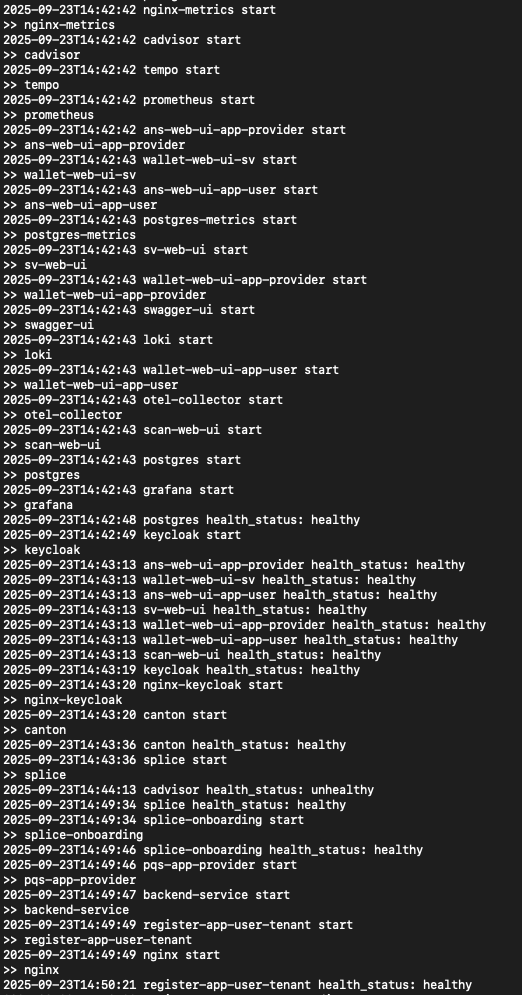 2025-09-23T14:42:42 nginx-metrics start
>> nginx-metrics
2025-09-23T14:42:42 cadvisor start
>> cadvisor
2025-09-23T14:42:42 tempo start
>> tempo
2025-09-23T14:42:42 prometheus start
>> prometheus
2025-09-23T14:42:42 ans-web-ui-app-provider start
>> ans-web-ui-app-provider
2025-09-23T14:42:43 wallet-web-ui-sv start
>> wallet-web-ui-sv
2025-09-23T14:42:43 ans-web-ui-app-user start
>> ans-web-ui-app-user
2025-09-23T14:42:43 postgres-metrics start
>> postgres-metrics
2025-09-23T14:42:43 sv-web-ui start
>> sv-web-ui
2025-09-23T14:42:43 wallet-web-ui-app-provider start
>> wallet-web-ui-app-provider
2025-09-23T14:42:43 swagger-ui start
>> swagger-ui
2025-09-23T14:42:43 loki start
>> loki
2025-09-23T14:42:43 wallet-web-ui-app-user start
>> wallet-web-ui-app-user
2025-09-23T14:42:43 otel-collector start
>> otel-collector
2025-09-23T14:42:43 scan-web-ui start
>> scan-web-ui
2025-09-23T14:42:43 postgres start
>> postgres
2025-09-23T14:42:43 grafana start
>> grafana
2025-09-23T14:42:48 postgres health_status: healthy
2025-09-23T14:42:49 keycloak start
>> keycloak
2025-09-23T14:43:13 ans-web-ui-app-provider health_status: healthy
2025-09-23T14:43:13 wallet-web-ui-sv health_status: healthy
2025-09-23T14:43:13 ans-web-ui-app-user health_status: healthy
2025-09-23T14:43:13 sv-web-ui health_status: healthy
2025-09-23T14:43:13 wallet-web-ui-app-provider health_status: healthy
2025-09-23T14:43:13 wallet-web-ui-app-user health_status: healthy
2025-09-23T14:43:13 scan-web-ui health_status: healthy
2025-09-23T14:43:19 keycloak health_status: healthy
2025-09-23T14:43:20 nginx-keycloak start
>> nginx-keycloak
2025-09-23T14:43:20 canton start
>> canton
2025-09-23T14:43:36 canton health_status: healthy
2025-09-23T14:43:36 splice start
>> splice
2025-09-23T14:44:13 cadvisor health_status: unhealthy
2025-09-23T14:49:34 splice health_status: healthy
2025-09-23T14:49:34 splice-onboarding start
>> splice-onboarding
2025-09-23T14:49:46 splice-onboarding health_status: healthy
2025-09-23T14:49:46 pqs-app-provider start
>> pqs-app-provider
2025-09-23T14:49:47 backend-service start
>> backend-service
2025-09-23T14:49:49 register-app-user-tenant start
>> register-app-user-tenant
2025-09-23T14:49:49 nginx start
>> nginx
2025-09-23T14:50:21 register-app-user-tenant health_status: healthy